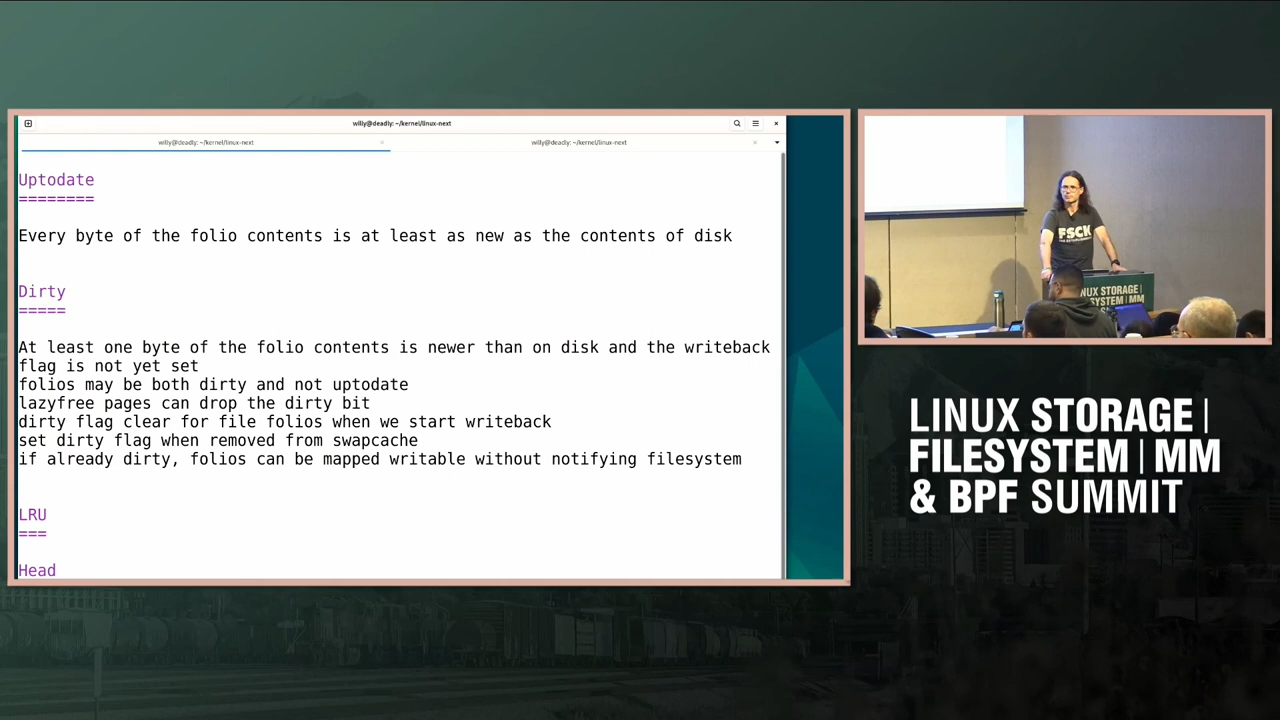 willy@deadly: ~/kernel/linux-next
willy@deadly: ~/kernel/linux-next
willy@deadly: ~/kernel/linux-next
Uptodate
========
Every byte of the folio contents is at least as new as the contents of disk
Dirty
=====
At least one byte of the folio contents is newer than on disk and the writeback
flag is not yet set
folios may be both dirty and not uptodate
lazyfree pages can drop the dirty bit
dirty flag clear for file folios when we start writeback
set dirty flag when removed from swapcache
if already dirty, folios can be mapped writable without notifying filesystem
LRU
===
Head
FSCK
LINUX STORAGE |
SYSTEM | MM
LINUX STORAGE |
FILESYSTEM | MM
& BPF SUMMIT